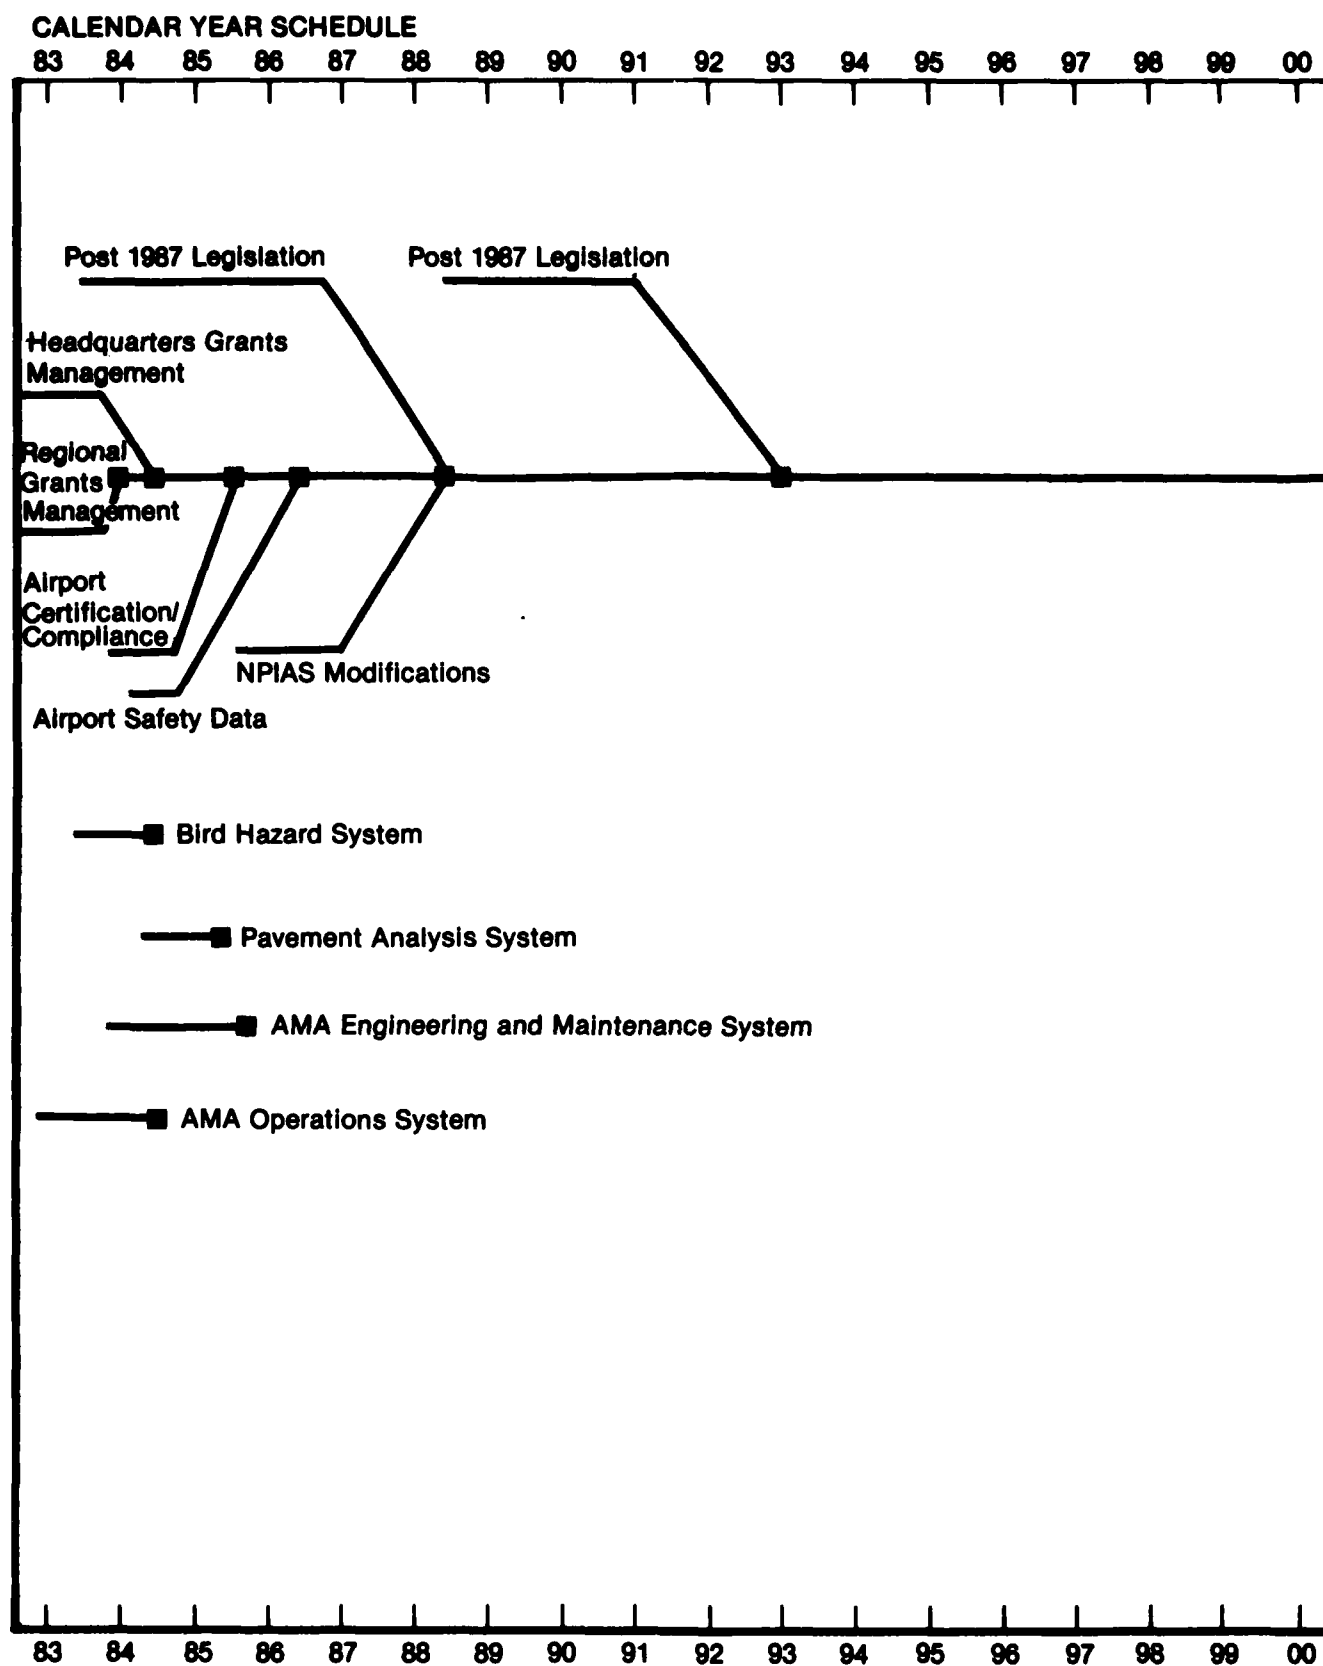 CALENDAR YEAR SCHEDULE
83 84 85 86 87 88 89 90 91 92 93 94 95 96 97 98 99 00
Post 1987 Legislation
Post 1987 Legislation
Headquarters Grants
Management
Regional
Grants
Management
Airport
Certification/
Compliance
NPIAS Modifications
Airport Safety Data
Bird Hazard System
Pavement Analysis System
AMA Engineering and Maintenance System
AMA Operations System
83 84 85 86 87 88 89 90 91 92 93 94 95 96 97 98 99 00